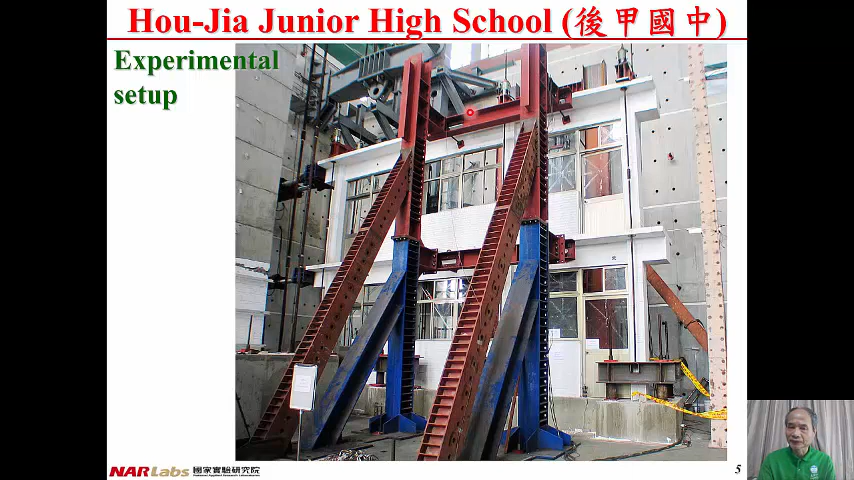 Hou-Jia Junior High School (後甲國中)
Experimental
setup
NARLabs 國家實驗研究院
5